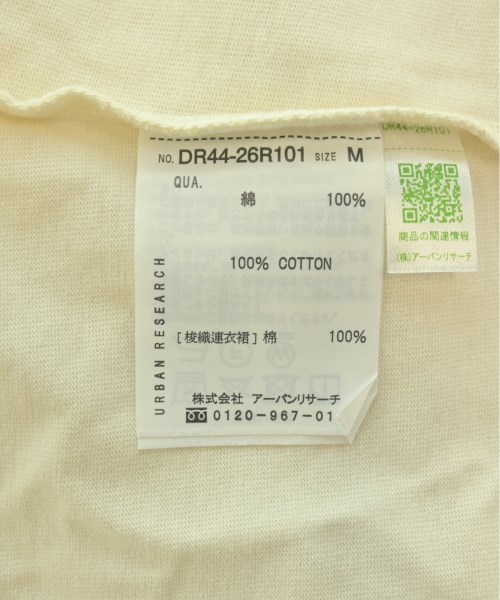 NO. DR44-26R101 SIZE M
QUA.
綿 100%
100% COTTON
[梭織連衣裙] 棉 100%
URBAN RESEARCH
株式会社 アーバンリサーチ
0120-967-01
DR44-26R101
商品の関連情報
(株)アーバンリサーチ